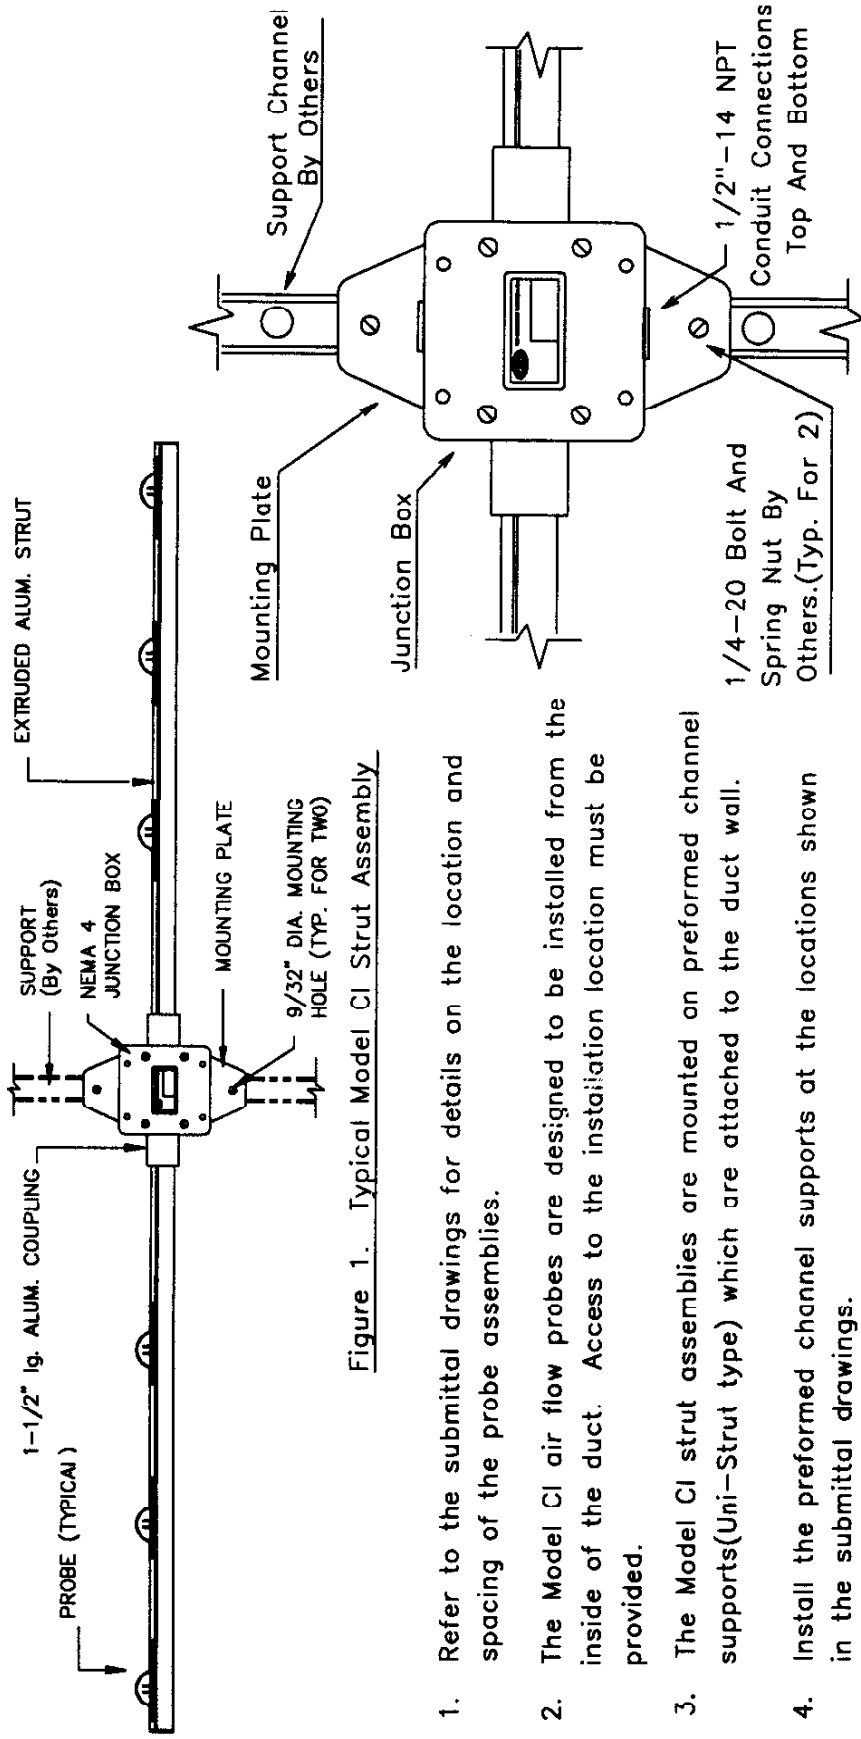 SUPPORT
(By Others)
NEMA 4
JUNCTION BOX
EXTRUDED ALUM. STRUT
1-1/2" lg. ALUM. COUPLING
PROBE (TYPICAl)
MOUNTING PLATE
9/32" DIA. MOUNTING
HOLE (TYP. FOR TWO)
Figure 1. Typical Model CI Strut Assembly
1. Refer to the submittal drawings for details on the location and
spacing of the probe assemblies.
2. The Model CI air flow probes are designed to be installed from the
inside of the duct. Access to the installation location must be
provided.
3. The Model CI strut assemblies are mounted on preformed channel
supports(Uni-Strut type) which are attached to the duct wall.
4. Install the preformed channel supports at the locations shown
in the submittal drawings.
Support Channel
By Others
Mounting Plate
Junction Box
1/2"-14 NPT
Conduit Connections
Top And Bottom
1/4-20 Bolt And
Spring Nut By
Others.(Typ. For 2)